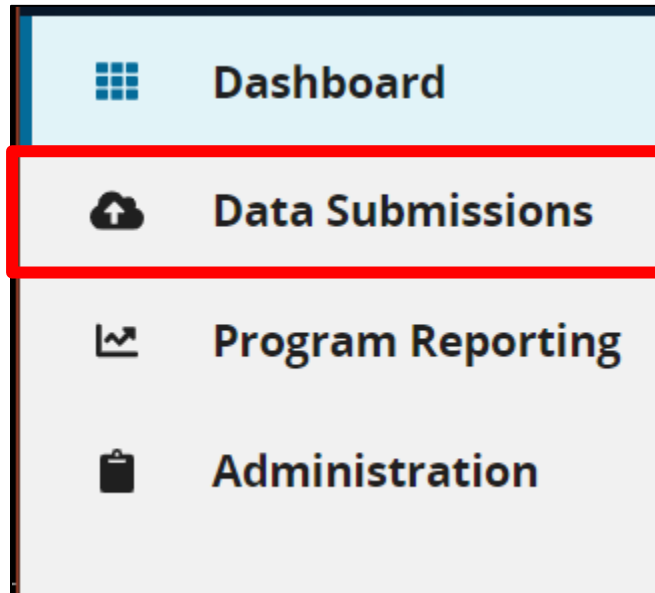 Dashboard
Data Submissions
Program Reporting
Administration